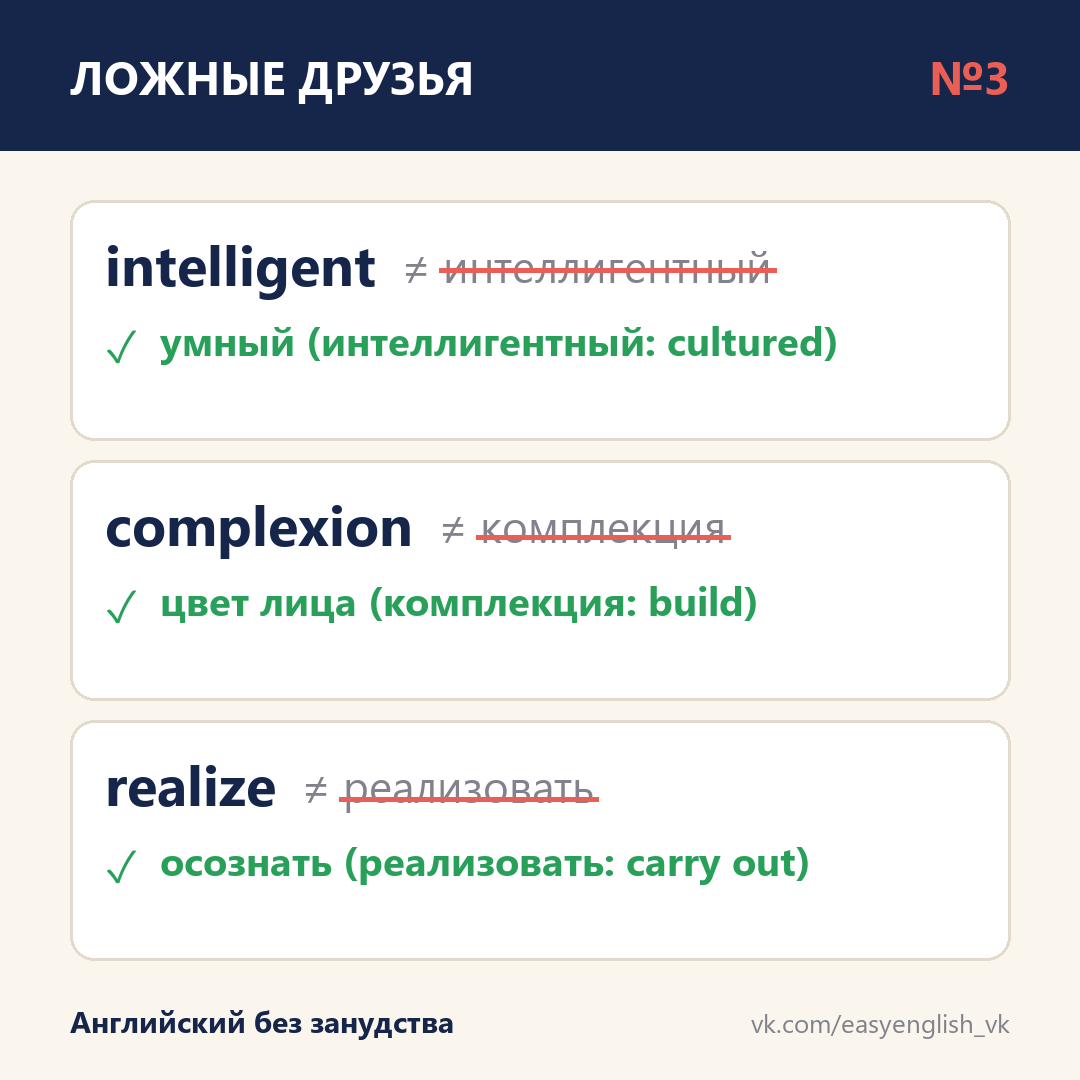 ЛОЖНЫЕ ДРУЗЬЯ №3
intelligent ≠ интеллигентный
✓ умный (интеллигентный: cultured)
complexion ≠ комплекция
✓ цвет лица (комплекция: build)
realize ≠ реализовать
✓ осознать (реализовать: carry out)
Английский без занудства vk.com/easyenglish_vk